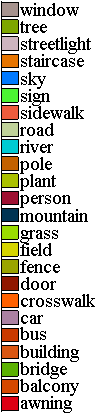 window
tree
streetlight
staircase
sky
sign
sidewalk
road
river
pole
plant
person
mountain
grass
field
fence
door
crosswalk
car
bus
building
bridge
balcony
awning